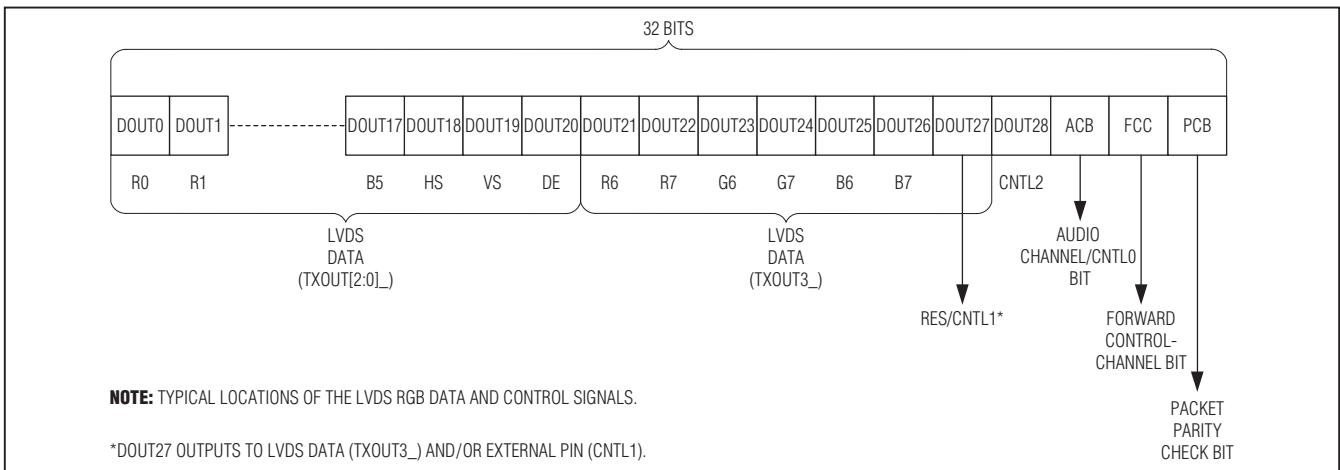 32 BITS
DOUT0 DOUT1 DOUT17 DOUT18 DOUT19 DOUT20 DOUT21 DOUT22 DOUT23 DOUT24 DOUT25 DOUT26 DOUT27 DOUT28 ACB FCC PCB
R0 R1 B5 HS VS DE R6 R7 G6 G7 B6 B7 CNTL2
LVDS
DATA
(TXOUT[2:0]_)
LVDS
DATA
(TXOUT3_)
RES/CNTL1*
AUDIO
CHANNEL/CNTL0
BIT
FORWARD
CONTROL-
CHANNEL BIT
PACKET
PARITY
CHECK BIT
NOTE: TYPICAL LOCATIONS OF THE LVDS RGB DATA AND CONTROL SIGNALS.
*DOUT27 OUTPUTS TO LVDS DATA (TXOUT3_) AND/OR EXTERNAL PIN (CNTL1).